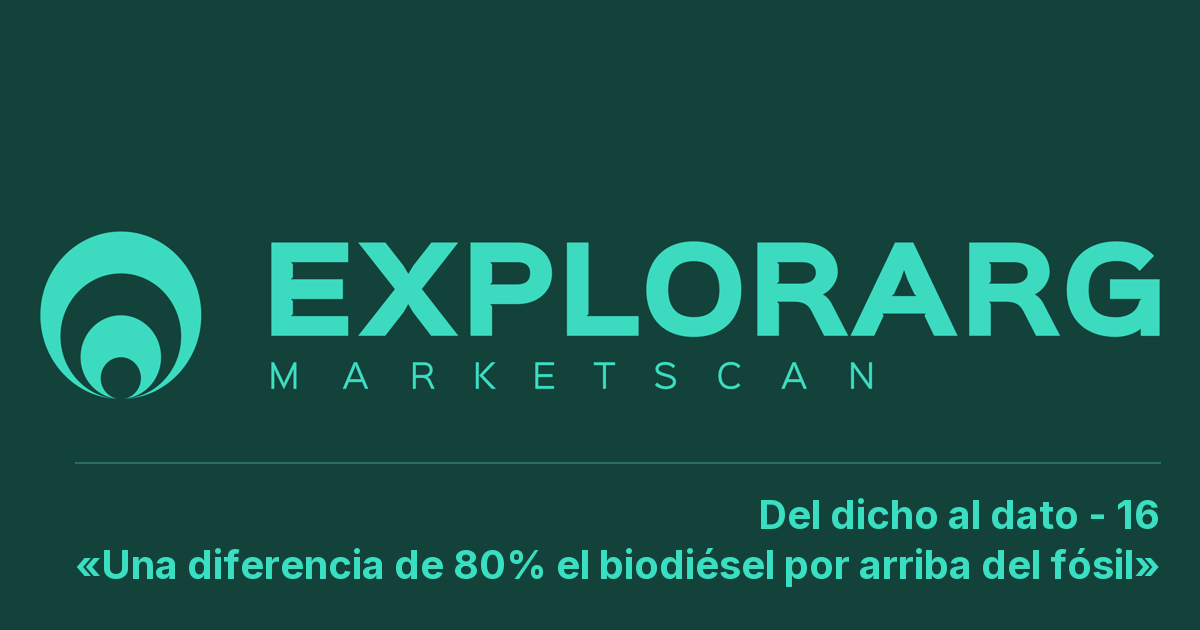 EXPLORARG
MARKETSCAN
Del dicho al dato - 16
«Una diferencia de 80% el biodiésel por arriba del fósil»